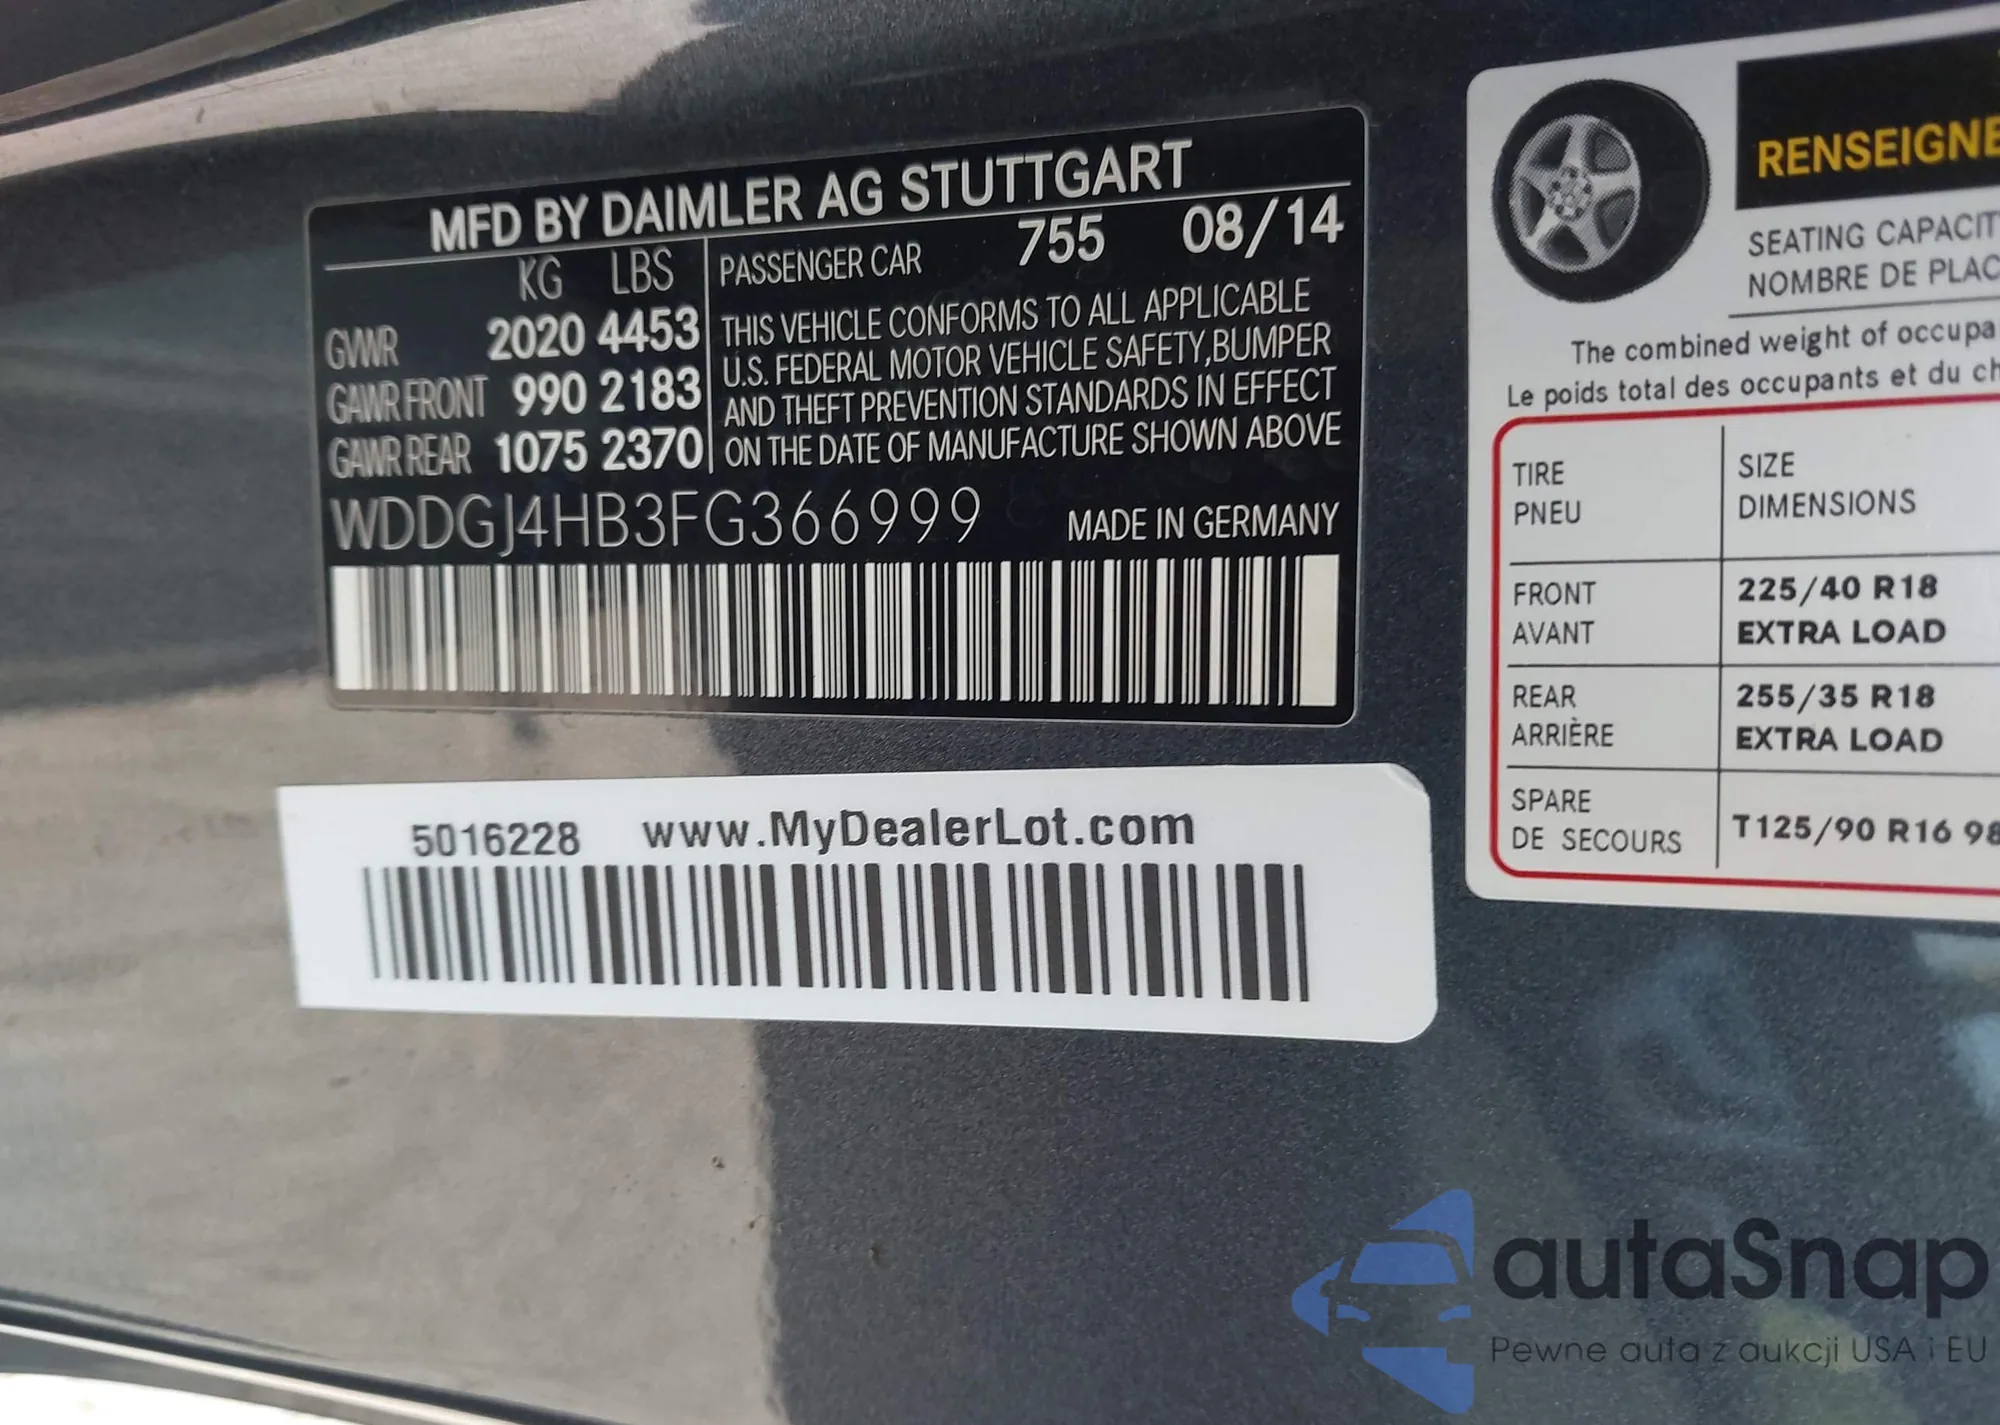 MFD BY DAIMLER AG STUTTGART
KG LBS
GVWR 2020 4453
GAWR FRONT 990 2183
GAWR REAR 1075 2370
PASSENGER CAR 755 08/14
THIS VEHICLE CONFORMS TO ALL APPLICABLE
U.S. FEDERAL MOTOR VEHICLE SAFETY,BUMPER
AND THEFT PREVENTION STANDARDS IN EFFECT
ON THE DATE OF MANUFACTURE SHOWN ABOVE
WDDGJ4HB3FG366999 MADE IN GERMANY
5016228 www.MyDealerLot.com
RENSEIGNE
SEATING CAPACIT
NOMBRE DE PLAC
The combined weight of occupa
Le poids total des occupants et du ch
TIRE SIZE
PNEU DIMENSIONS
FRONT 225/40 R18
AVANT EXTRA LOAD
REAR 255/35 R18
ARRIÈRE EXTRA LOAD
SPARE
DE SECOURS T125/90 R16 98
autaSnap
Pewne auta z aukcji USA i EU